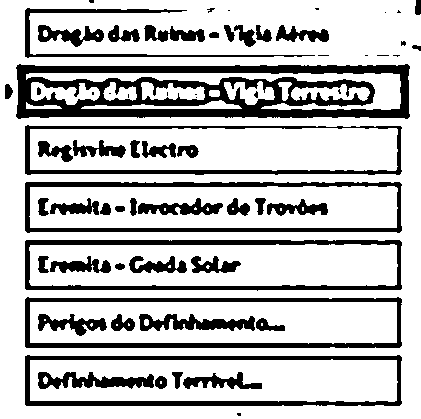 Dragão das Ruínas – Vigia Aérea
Dragão das Ruínas – Vigia Terrestre
Regisvine Electro
Eremita – Invocador de Trovões
Eremita – Geada Solar
Perigos do Definhamento...
Definhamento Terrível...